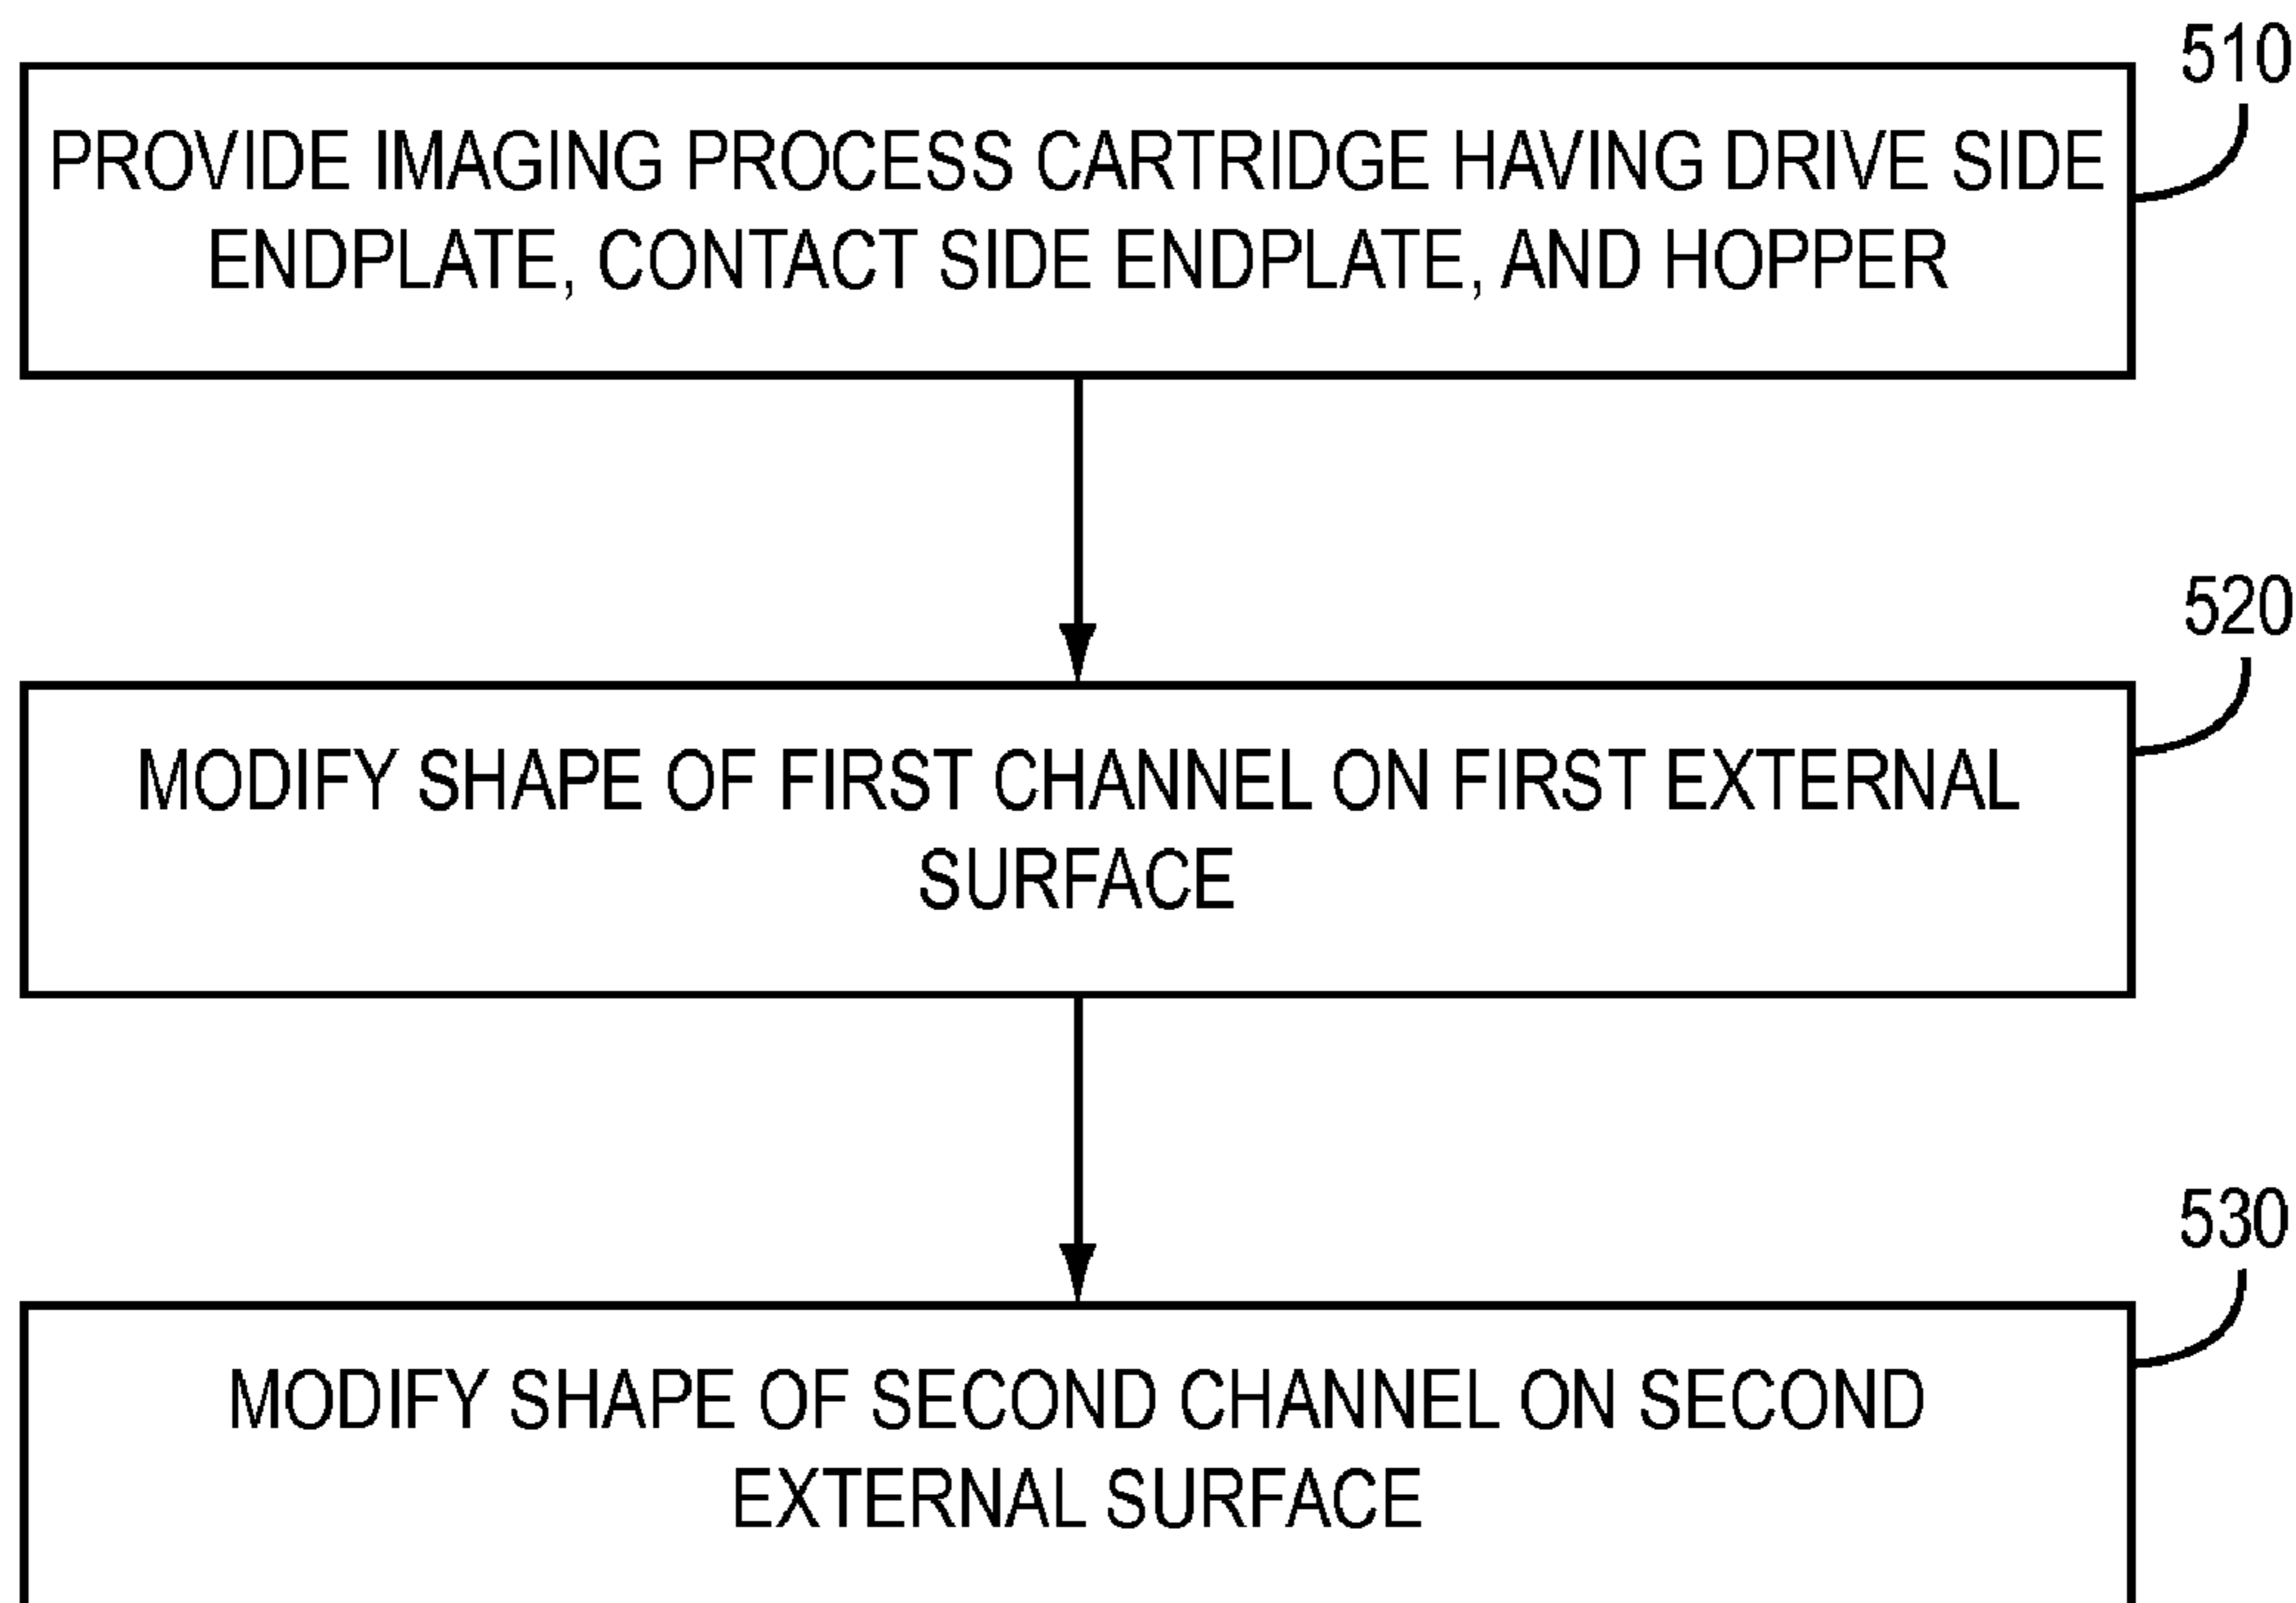 510
PROVIDE IMAGING PROCESS CARTRIDGE HAVING DRIVE SIDE
ENDPLATE, CONTACT SIDE ENDPLATE, AND HOPPER
520
MODIFY SHAPE OF FIRST CHANNEL ON FIRST EXTERNAL
SURFACE
530
MODIFY SHAPE OF SECOND CHANNEL ON SECOND
EXTERNAL SURFACE